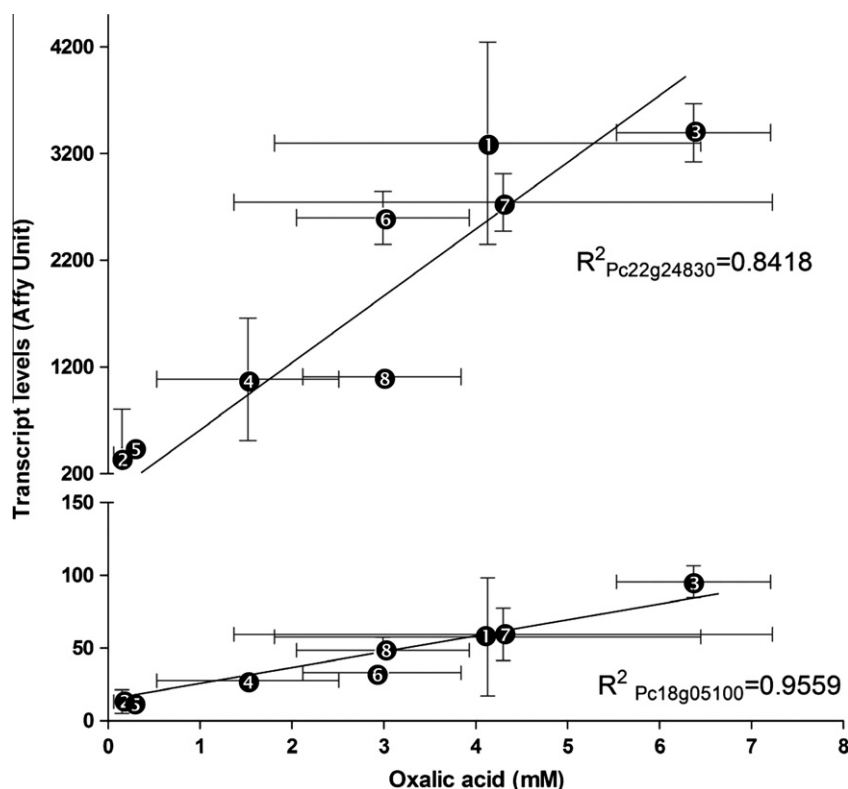 4200
3200
2200
1200
200
① ③ ⑦ ⑥ ④ ⑧ ⑤ ②
R²Pc22g24830=0.8418
Transcript levels (Affy Unit)
150
100
50
0
③ ① ⑦ ⑧ ⑥ ④ ② ⑤
R² Pc18g05100=0.9559
0 1 2 3 4 5 6 7 8
Oxalic acid (mM)